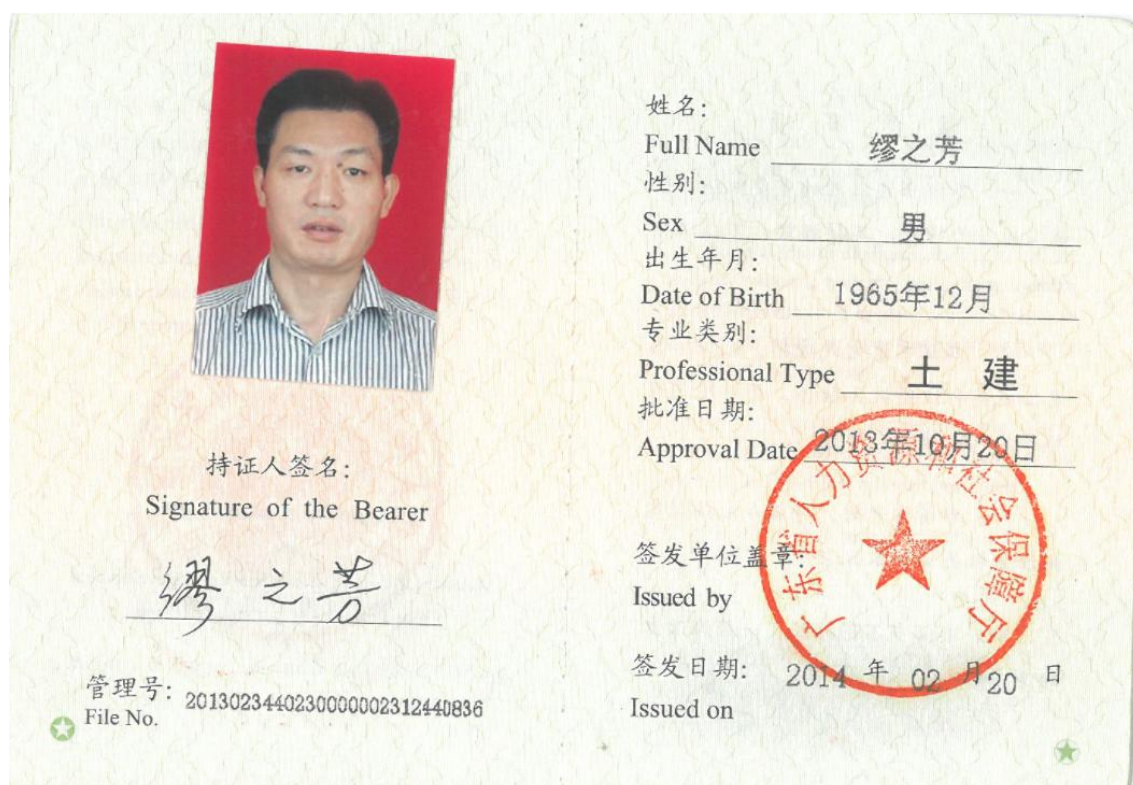 持证人签名:
Signature of the Bearer
缪之芳
管理号:
File No. 2013023440230000002312440836
姓名:
Full Name 缪之芳
性别:
Sex 男
出生年月:
Date of Birth 1965年12月
专业类别:
Professional Type 土 建
批准日期:
Approval Date 2013年10月20日
广东省人力资源和社会保障厅
签发单位盖章:
Issued by
签发日期: 2014 年 02 月 20 日
Issued on